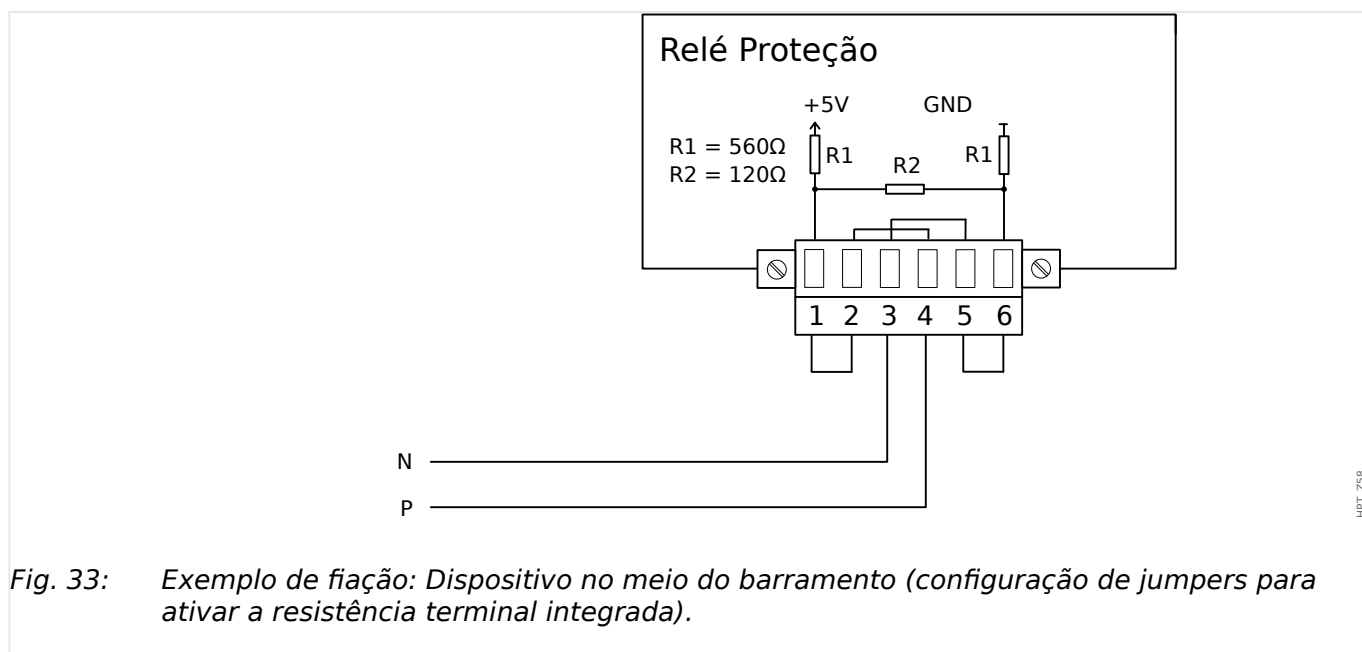 Relé Proteção
+5V GND
R1 = 560Ω
R2 = 120Ω
R1 R2 R1
1 2 3 4 5 6
N
P
HPT_Z58
Fig. 33: Exemplo de fiação: Dispositivo no meio do barramento (configuração de jumpers para
ativar a resistência terminal integrada).